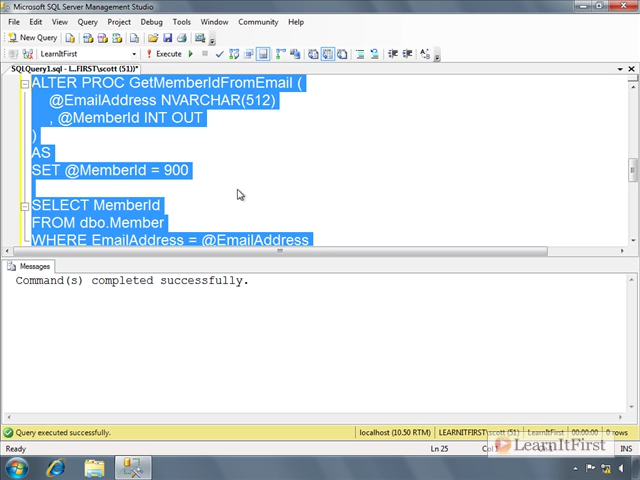 Microsoft SQL Server Management Studio
File Edit View Query Project Debug Tools Window Community Help
New Query
LearnItFirst Execute
SQLQuery1.sql - l...FIRST\scott (51))*
ALTER PROC GetMemberIdFromEmail (
@EmailAddress NVARCHAR(512)
, @MemberId INT OUT
)
AS
SET @MemberId = 900
SELECT MemberId
FROM dbo.Member
WHERE EmailAddress = @EmailAddress
Messages
Command(s) completed successfully.
Query executed successfully. localhost (10.50 RTM) LEARNITFIRST\scott (51) LearnItFirst 00:00:00 0 rows
LearnItFirst
Ready Ln 25 INS